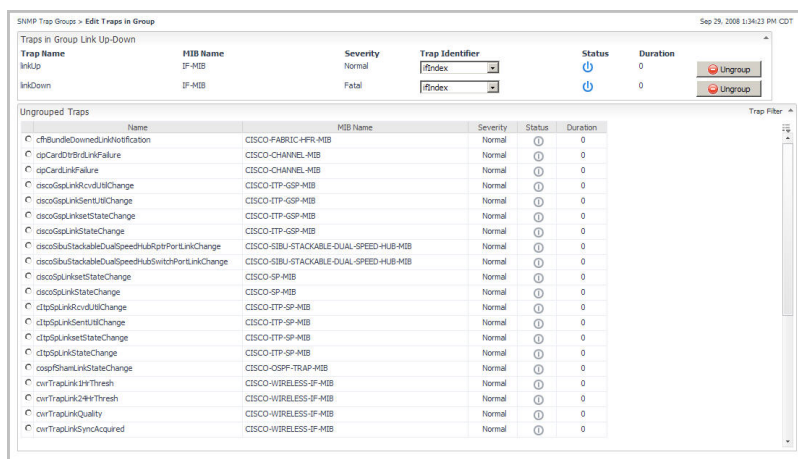 SNMP Trap Groups > Edit Traps in Group Sep 29, 2008 1:34:23 PM CDT
Traps in Group Link Up-Down
Trap Name MIB Name Severity Trap Identifier Status Duration
linkUp IF-MIB Normal ifIndex 0 Ungroup
linkDown IF-MIB Fatal ifIndex 0 Ungroup
Ungrouped Traps Trap Filter
Name MIB Name Severity Status Duration
cfhBundleDownedLinkNotification CISCO-FABRIC-HFR-MIB Normal 0
cipCardDtrBrdLinkFailure CISCO-CHANNEL-MIB Normal 0
cipCardLinkFailure CISCO-CHANNEL-MIB Normal 0
ciscoGspLinkRcvdUtilChange CISCO-ITP-GSP-MIB Normal 0
ciscoGspLinkSentUtilChange CISCO-ITP-GSP-MIB Normal 0
ciscoGspLinksetStateChange CISCO-ITP-GSP-MIB Normal 0
ciscoGspLinkStateChange CISCO-ITP-GSP-MIB Normal 0
ciscoSibuStackableDualSpeedHubRptrPortLinkChange CISCO-SIBU-STACKABLE-DUAL-SPEED-HUB-MIB Normal 0
ciscoSibuStackableDualSpeedHubSwitchPortLinkChange CISCO-SIBU-STACKABLE-DUAL-SPEED-HUB-MIB Normal 0
ciscoSpLinksetStateChange CISCO-SP-MIB Normal 0
ciscoSpLinkStateChange CISCO-SP-MIB Normal 0
cItpSpLinkRcvdUtilChange CISCO-ITP-SP-MIB Normal 0
cItpSpLinkSentUtilChange CISCO-ITP-SP-MIB Normal 0
cItpSpLinksetStateChange CISCO-ITP-SP-MIB Normal 0
cItpSpLinkStateChange CISCO-ITP-SP-MIB Normal 0
cospfShamLinkStateChange CISCO-OSPF-TRAP-MIB Normal 0
cwrTrapLink1HrThresh CISCO-WIRELESS-IF-MIB Normal 0
cwrTrapLink24HrThresh CISCO-WIRELESS-IF-MIB Normal 0
cwrTrapLinkQuality CISCO-WIRELESS-IF-MIB Normal 0
cwrTrapLinkSyncAcquired CISCO-WIRELESS-IF-MIB Normal 0